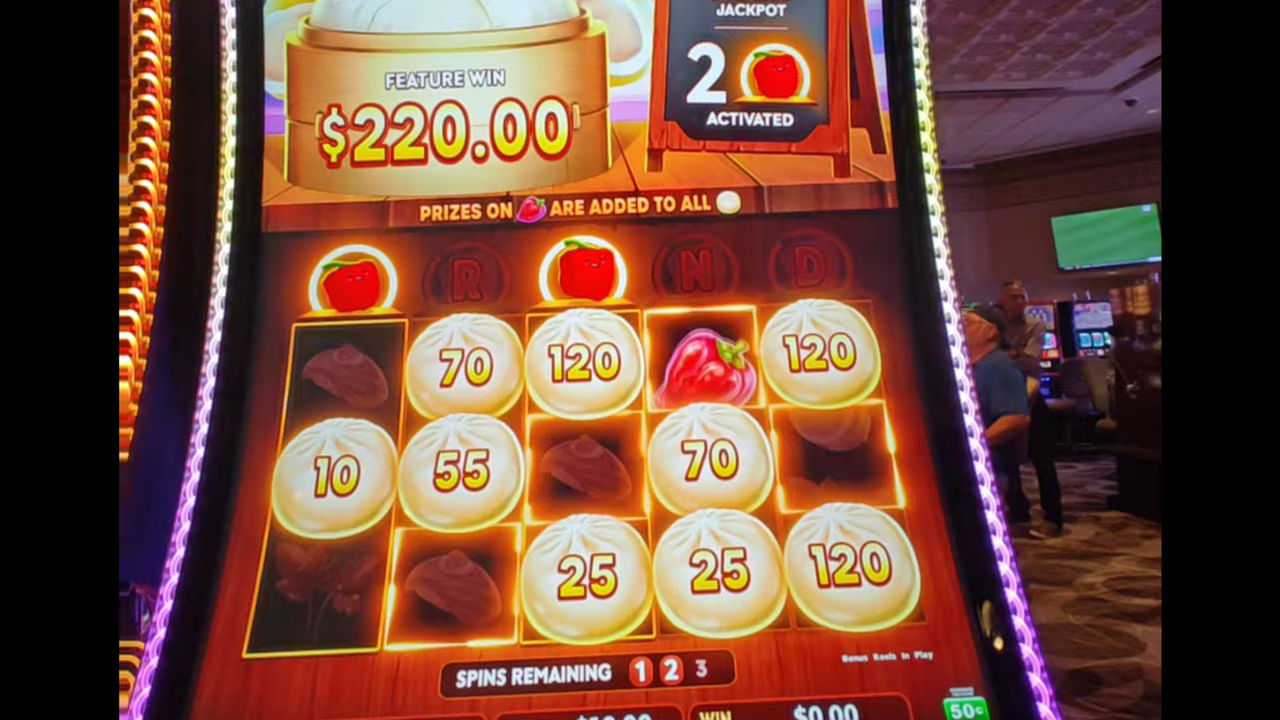 JACKPOT
2
ACTIVATED
FEATURE WIN
$220.00
PRIZES ON ARE ADDED TO ALL
R N D
70 120 120
10 55 70
25 25 120
SPINS REMAINING 1 2 3
Bonus Reels In Play
WIN $0.00
50¢